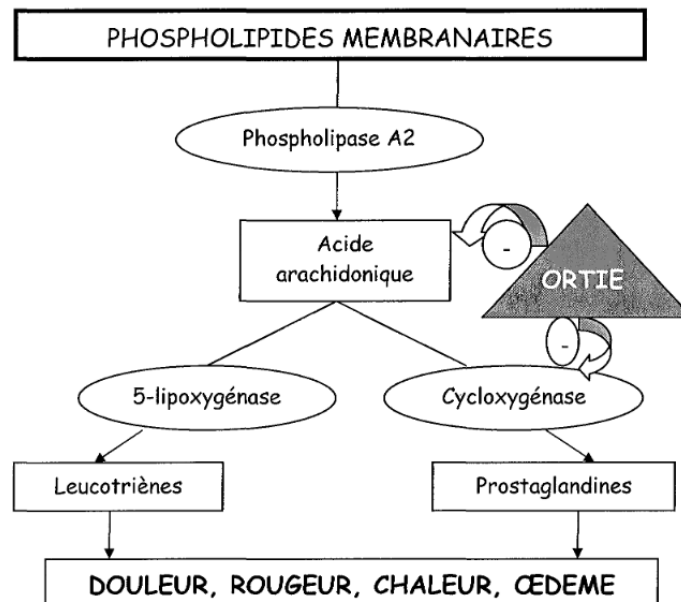 PHOSPHOLIPIDES MEMBRANAIRES
Phospholipase A2
Acide
arachidonique
-
ORTIE
-
5-lipoxygénase
Cycloxygénase
Leucotriènes
Prostaglandines
DOULEUR, ROUGEUR, CHALEUR, ŒDEME